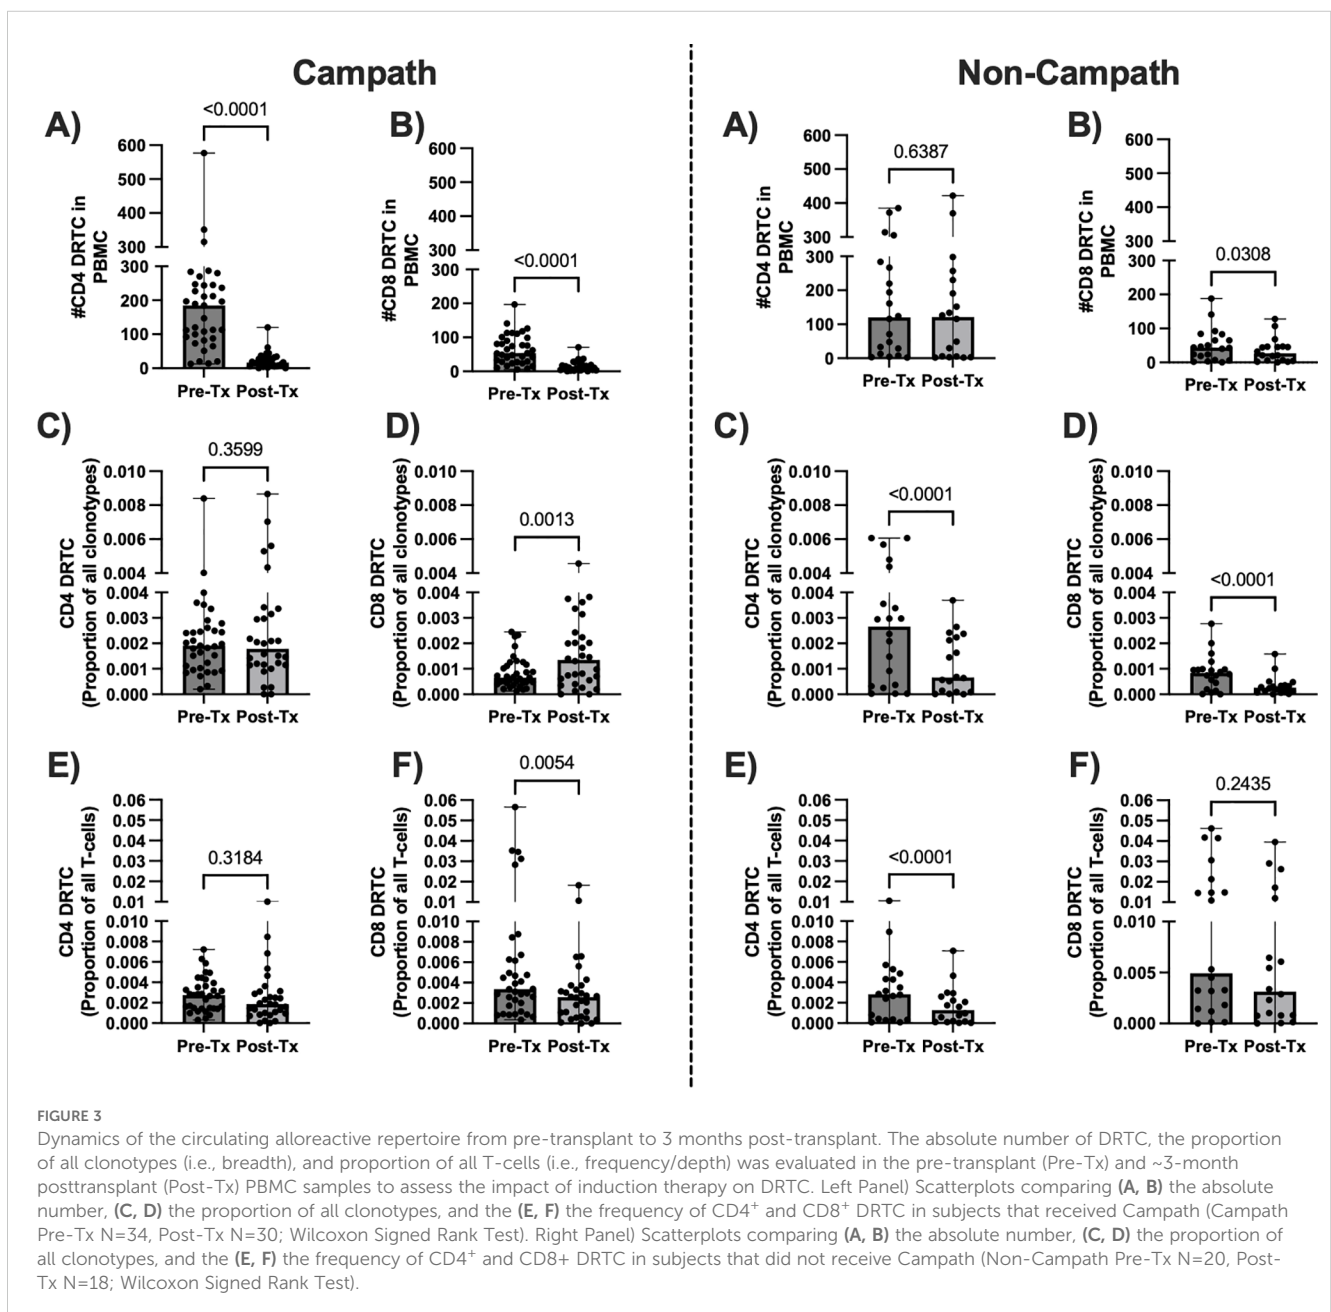 Campath
Non-Campath
A)
<0.0001
#CD4 DRTC in
PBMC
600
500
400
300
300
200
100
0
Pre-Tx Post-Tx
B)
<0.0001
#CD8 DRTC in
PBMC
600
500
400
300
300
200
100
0
Pre-Tx Post-Tx
A)
0.6387
#CD4 DRTC in
PBMC
600
500
400
300
300
200
100
0
Pre-Tx Post-Tx
B)
0.0308
#CD8 DRTC in
PBMC
600
500
400
300
300
200
100
0
Pre-Tx Post-Tx
C)
0.3599
CD4 DRTC
(Proportion of all clonotypes)
0.010
0.008
0.006
0.004
0.004
0.003
0.002
0.001
0.000
Pre-Tx Post-Tx
D)
0.0013
CD8 DRTC
(Proportion of all clonotypes)
0.010
0.008
0.006
0.004
0.004
0.003
0.002
0.001
0.000
Pre-Tx Post-Tx
C)
<0.0001
CD4 DRTC
(Proportion of all clonotypes)
0.010
0.008
0.006
0.004
0.004
0.003
0.002
0.001
0.000
Pre-Tx Post-Tx
D)
<0.0001
CD8 DRTC
(Proportion of all clonotypes)
0.010
0.008
0.006
0.004
0.004
0.003
0.002
0.001
0.000
Pre-Tx Post-Tx
E)
0.3184
CD4 DRTC
(Proportion of all T-cells)
0.06
0.05
0.04
0.03
0.02
0.01
0.010
0.008
0.006
0.004
0.002
0.000
Pre-Tx Post-Tx
F)
0.0054
CD8 DRTC
(Proportion of all T-cells)
0.06
0.05
0.04
0.03
0.02
0.01
0.010
0.008
0.006
0.004
0.002
0.000
Pre-Tx Post-Tx
E)
<0.0001
CD4 DRTC
(Proportion of all T-cells)
0.06
0.05
0.04
0.03
0.02
0.01
0.010
0.008
0.006
0.004
0.002
0.000
Pre-Tx Post-Tx
F)
0.2435
CD8 DRTC
(Proportion of all T-cells)
0.06
0.05
0.04
0.03
0.02
0.01
0.010
0.005
0.000
Pre-Tx Post-Tx
FIGURE 3
Dynamics of the circulating alloreactive repertoire from pre-transplant to 3 months post-transplant. The absolute number of DRTC, the proportion
of all clonotypes (i.e., breadth), and proportion of all T-cells (i.e., frequency/depth) was evaluated in the pre-transplant (Pre-Tx) and ~3-month
posttransplant (Post-Tx) PBMC samples to assess the impact of induction therapy on DRTC. Left Panel) Scatterplots comparing (A, B) the absolute
number, (C, D) the proportion of all clonotypes, and the (E, F) the frequency of CD4⁺ and CD8⁺ DRTC in subjects that received Campath (Campath
Pre-Tx N=34, Post-Tx N=30; Wilcoxon Signed Rank Test). Right Panel) Scatterplots comparing (A, B) the absolute number, (C, D) the proportion of
all clonotypes, and the (E, F) the frequency of CD4⁺ and CD8+ DRTC in subjects that did not receive Campath (Non-Campath Pre-Tx N=20, Post-
Tx N=18; Wilcoxon Signed Rank Test).